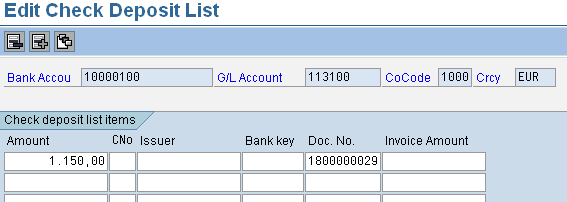 Edit Check Deposit List
Bank Accou 10000100 G/L Account 113100 CoCode 1000 Crcy EUR
Check deposit list items
Amount CNo Issuer Bank key Doc. No. Invoice Amount
1.150,00 1800000029